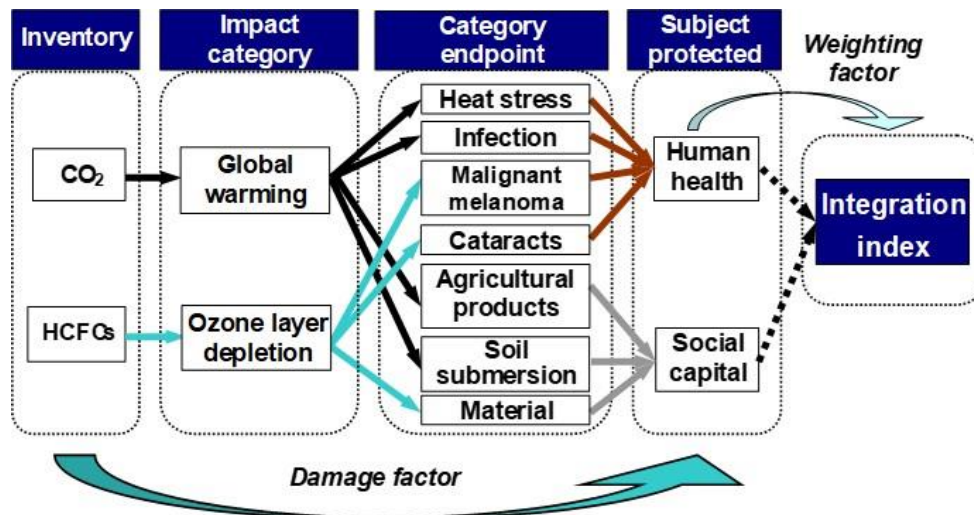 Inventory
Impact
category
Category
endpoint
Subject
protected
Weighting
factor
CO₂
HCFCs
Global
warming
Ozone layer
depletion
Heat stress
Infection
Malignant
melanoma
Cataracts
Agricultural
products
Soil
submersion
Material
Human
health
Social
capital
Integration
index
Damage factor